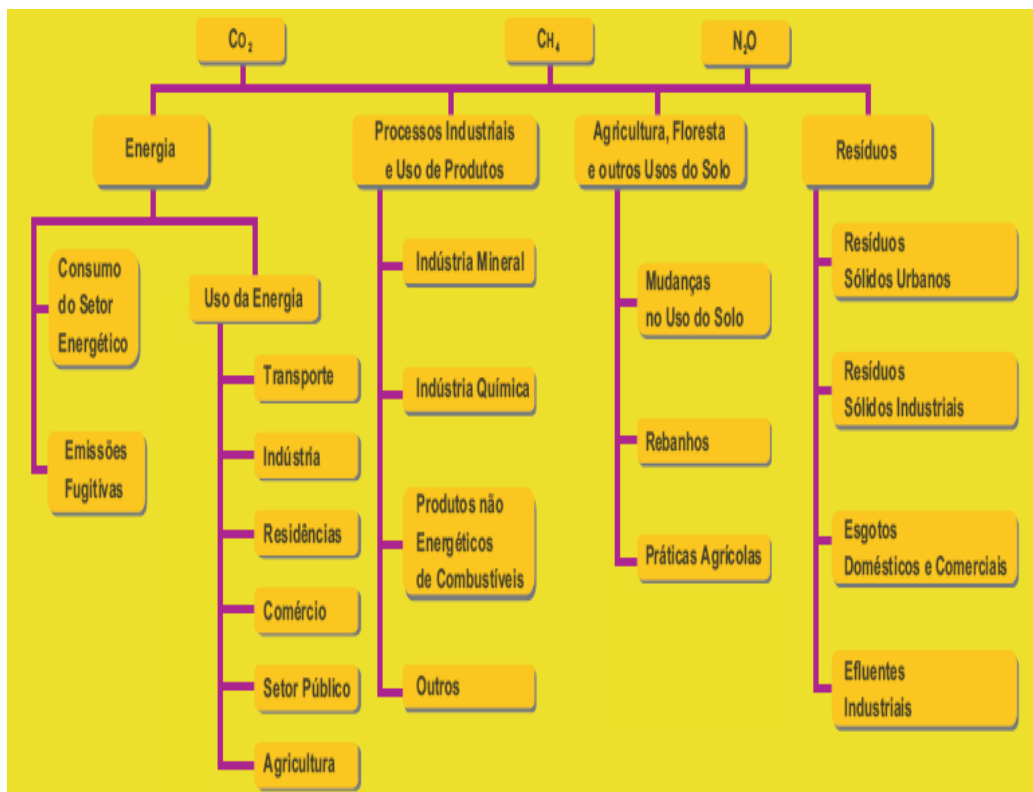 CO₂
CH₄
N₂O
Energia
Processos Industriais
e Uso de Produtos
Agricultura, Floresta
e outros Usos do Solo
Resíduos
Consumo
do Setor
Energético
Emissões
Fugitivas
Uso da Energia
Transporte
Indústria
Residências
Comércio
Setor Público
Agricultura
Indústria Mineral
Indústria Química
Produtos não
Energéticos
de Combustíveis
Outros
Mudanças
no Uso do Solo
Rebanhos
Práticas Agrícolas
Resíduos
Sólidos Urbanos
Resíduos
Sólidos Industriais
Esgotos
Domésticos e Comerciais
Efluentes
Industriais